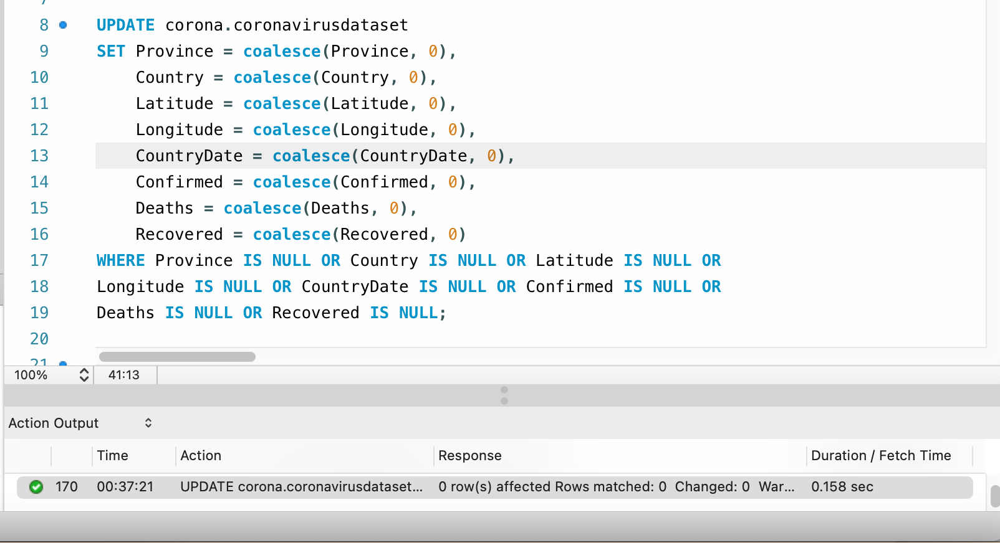 7
8 UPDATE corona.coronavirusdataset
9 SET Province = coalesce(Province, 0),
10 Country = coalesce(Country, 0),
11 Latitude = coalesce(Latitude, 0),
12 Longitude = coalesce(Longitude, 0),
13 CountryDate = coalesce(CountryDate, 0),
14 Confirmed = coalesce(Confirmed, 0),
15 Deaths = coalesce(Deaths, 0),
16 Recovered = coalesce(Recovered, 0)
17 WHERE Province IS NULL OR Country IS NULL OR Latitude IS NULL OR
18 Longitude IS NULL OR CountryDate IS NULL OR Confirmed IS NULL OR
19 Deaths IS NULL OR Recovered IS NULL;
20
21
100% 41:13
Action Output
Time Action Response Duration / Fetch Time
170 00:37:21 UPDATE corona.coronavirusdataset... 0 row(s) affected Rows matched: 0 Changed: 0 War... 0.158 sec